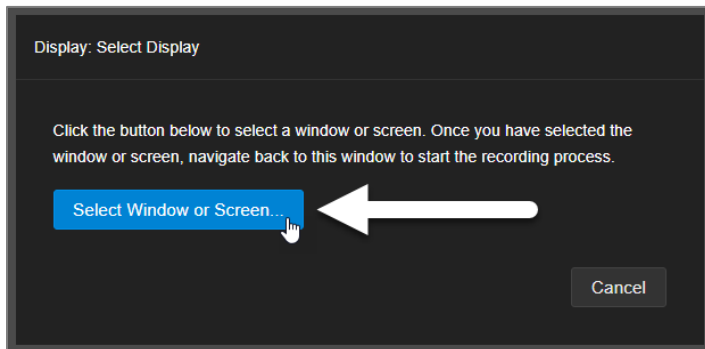 Display: Select Display
Click the button below to select a window or screen. Once you have selected the
window or screen, navigate back to this window to start the recording process.
Select Window or Screen...
Cancel